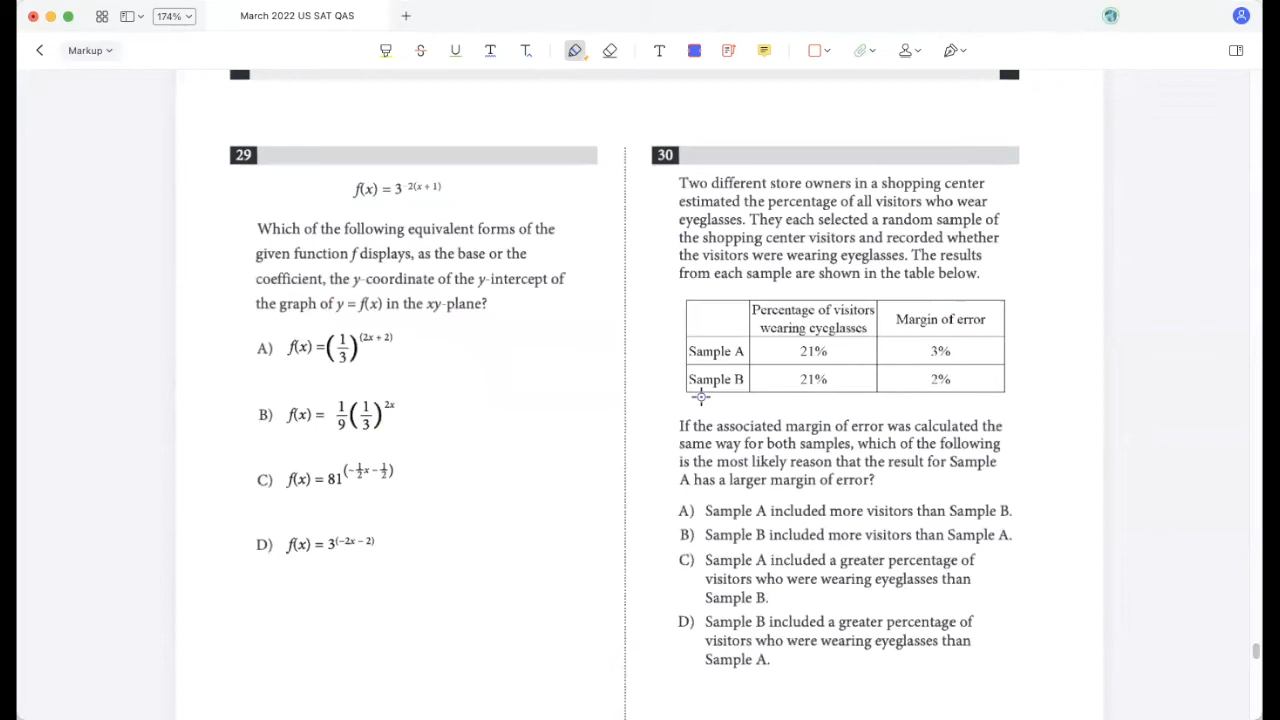 174%
March 2022 US SAT QAS
Markup
T
T
T
U
S
29
f(x) = 3 -2(x + 1)
Which of the following equivalent forms of the
given function f displays, as the base or the
coefficient, the y-coordinate of the y-intercept of
the graph of y = f(x) in the xy-plane?
A) f(x) =(1/3)^(2x + 2)
B) f(x) = 1/9(1/3)^2x
C) f(x) = 81^(-1/2x - 1/2)
D) f(x) = 3^(-2x - 2)
30
Two different store owners in a shopping center
estimated the percentage of all visitors who wear
eyeglasses. They each selected a random sample of
the shopping center visitors and recorded whether
the visitors were wearing eyeglasses. The results
from each sample are shown in the table below.
Percentage of visitors
wearing eyeglasses
Margin of error
Sample A 21% 3%
Sample B 21% 2%
If the associated margin of error was calculated the
same way for both samples, which of the following
is the most likely reason that the result for Sample
A has a larger margin of error?
A) Sample A included more visitors than Sample B.
B) Sample B included more visitors than Sample A.
C) Sample A included a greater percentage of
visitors who were wearing eyeglasses than
Sample B.
D) Sample B included a greater percentage of
visitors who were wearing eyeglasses than
Sample A.